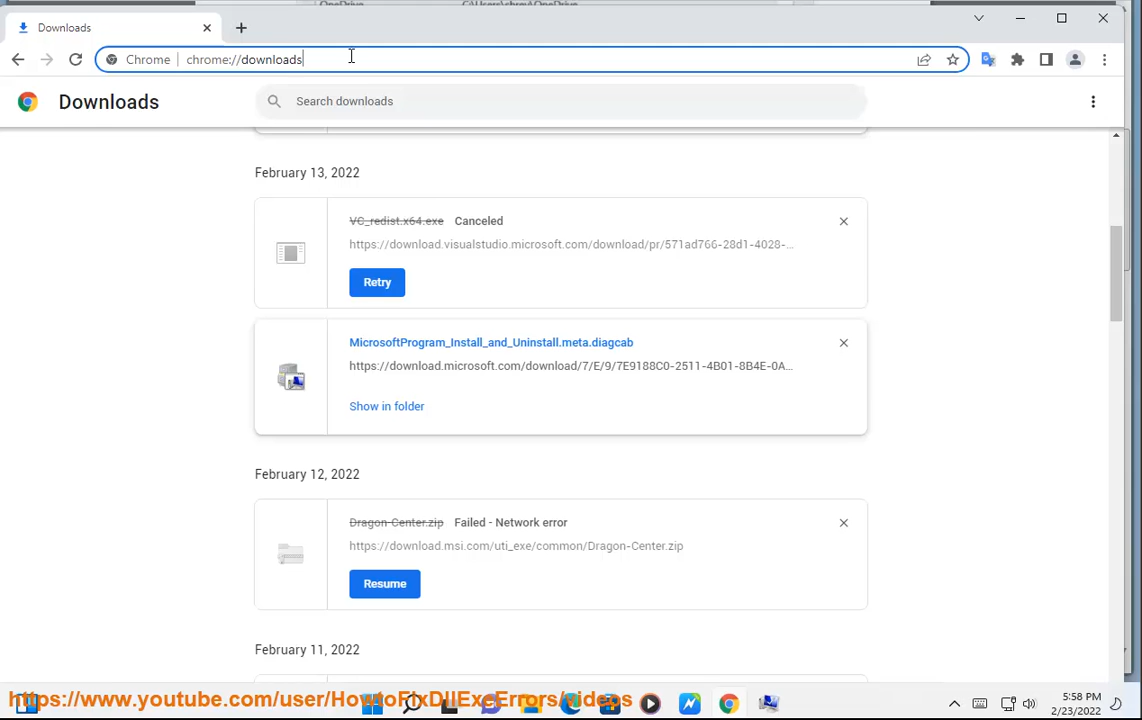 OneDrive C:\Users\shrey\OneDrive
Downloads
Chrome chrome://downloads
Downloads
Search downloads
February 13, 2022
VC_redist.x64.exe Canceled
https://download.visualstudio.microsoft.com/download/pr/571ad766-28d1-4028-...
Retry
MicrosoftProgram_Install_and_Uninstall.meta.diagcab
https://download.microsoft.com/download/7/E/9/7E9188C0-2511-4B01-8B4E-0A...
Show in folder
February 12, 2022
Dragon-Center.zip Failed - Network error
https://download.msi.com/uti_exe/common/Dragon-Center.zip
Resume
February 11, 2022
https://www.youtube.com/user/HowtoFixDllExeErrors/videos
5:58 PM
2/23/2022